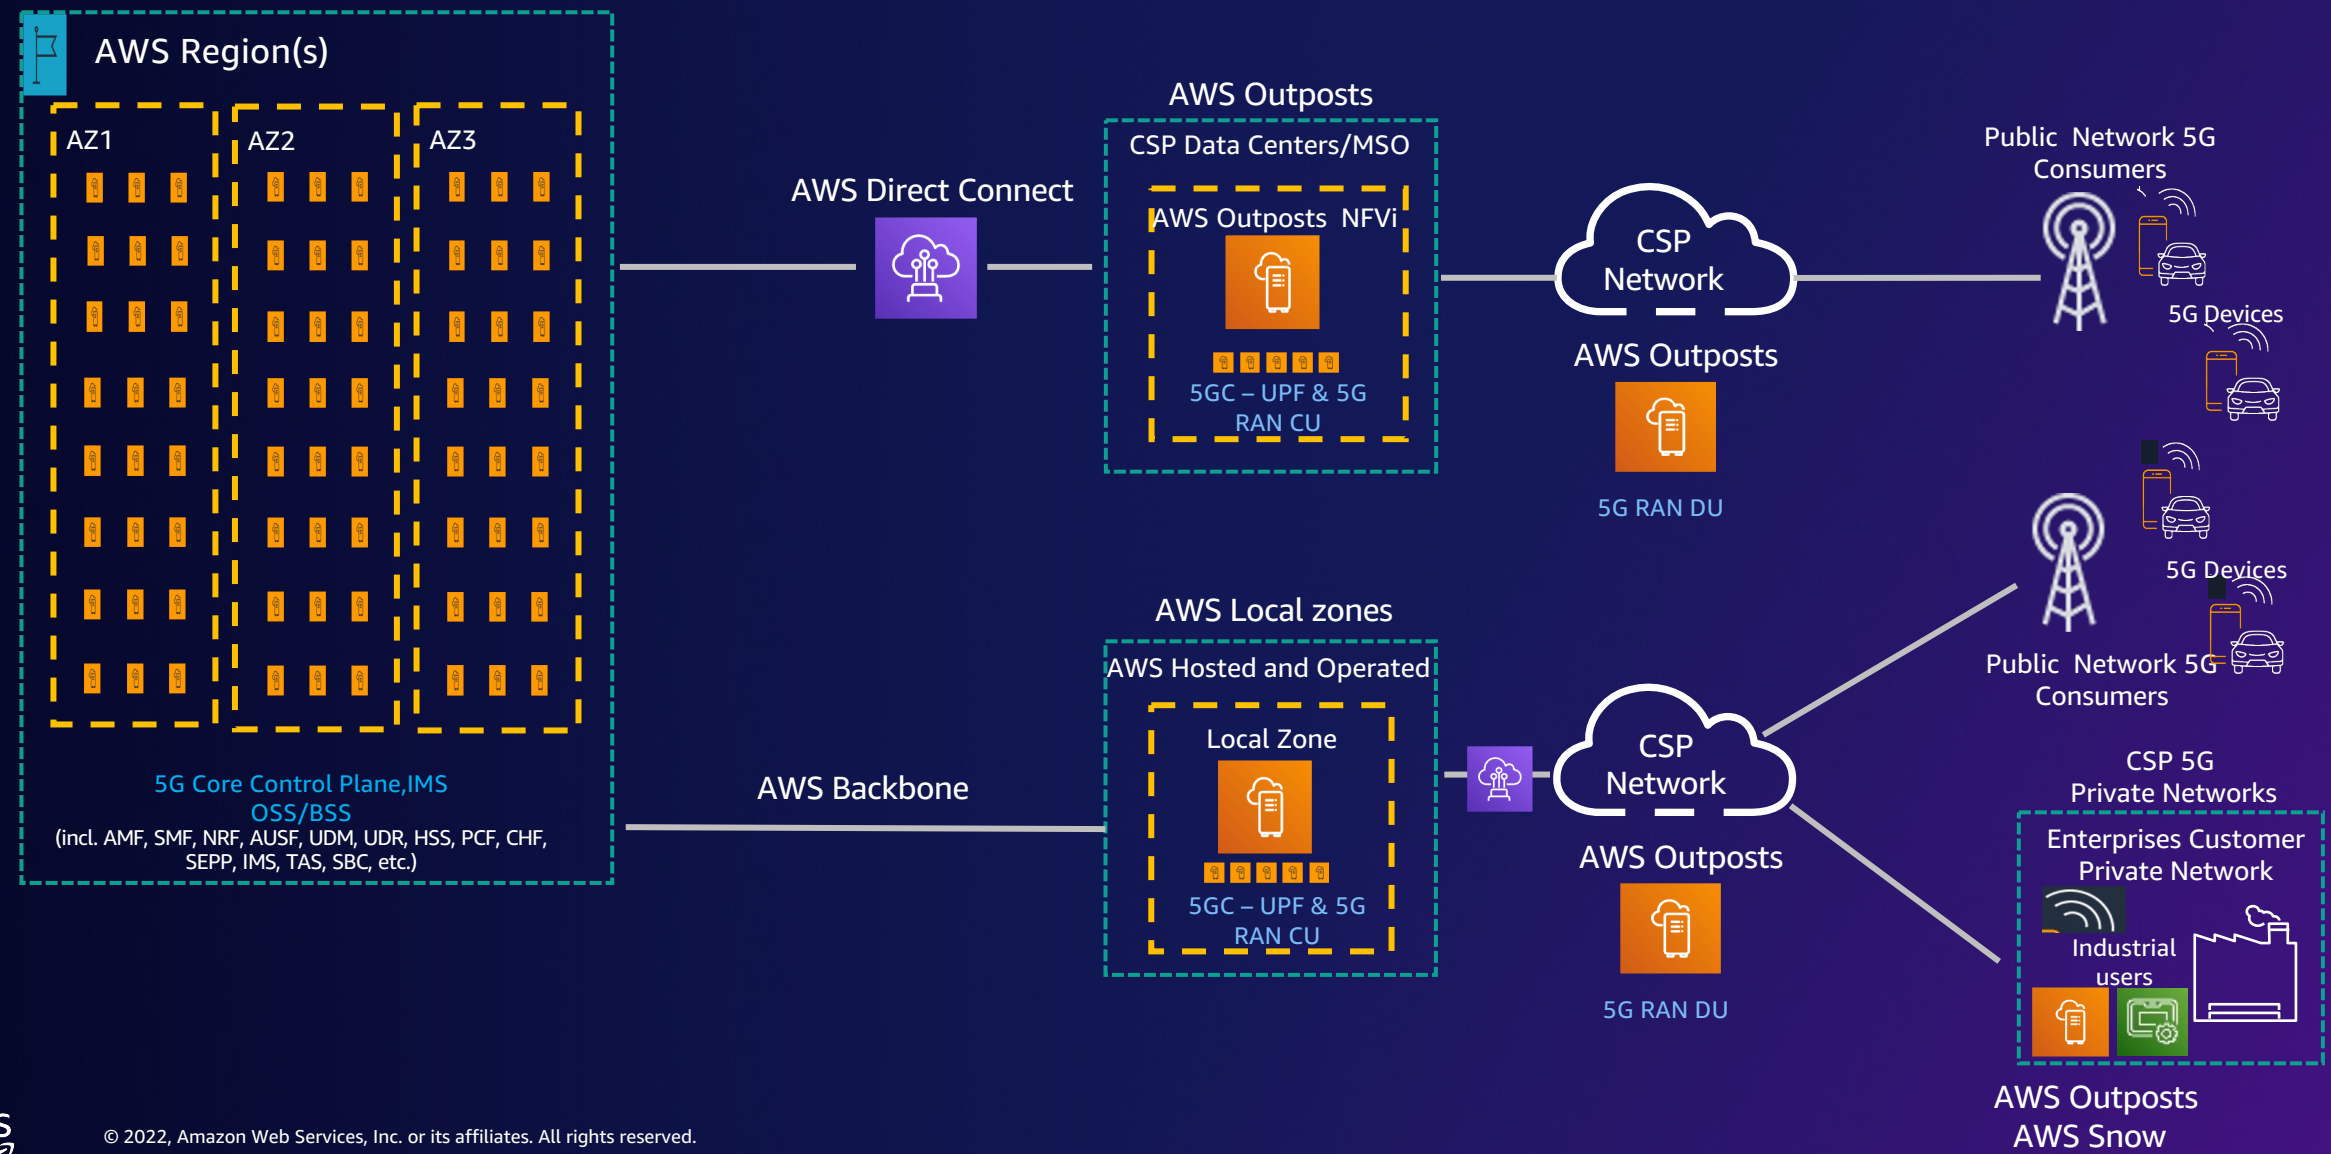 AWS Region(s)
AZ1
AZ2
AZ3
5G Core Control Plane,IMS
OSS/BSS
(incl. AMF, SMF, NRF, AUSF, UDM, UDR, HSS, PCF, CHF,
SEPP, IMS, TAS, SBC, etc.)
AWS Direct Connect
AWS Backbone
AWS Outposts
CSP Data Centers/MSO
AWS Outposts NFVi
5GC – UPF & 5G
RAN CU
CSP
Network
AWS Outposts
5G RAN DU
Public Network 5G
Consumers
5G Devices
AWS Local zones
AWS Hosted and Operated
Local Zone
5GC – UPF & 5G
RAN CU
CSP
Network
AWS Outposts
5G RAN DU
5G Devices
Public Network 5G
Consumers
CSP 5G
Private Networks
Enterprises Customer
Private Network
Industrial
users
AWS Outposts
AWS Snow
© 2022, Amazon Web Services, Inc. or its affiliates. All rights reserved.